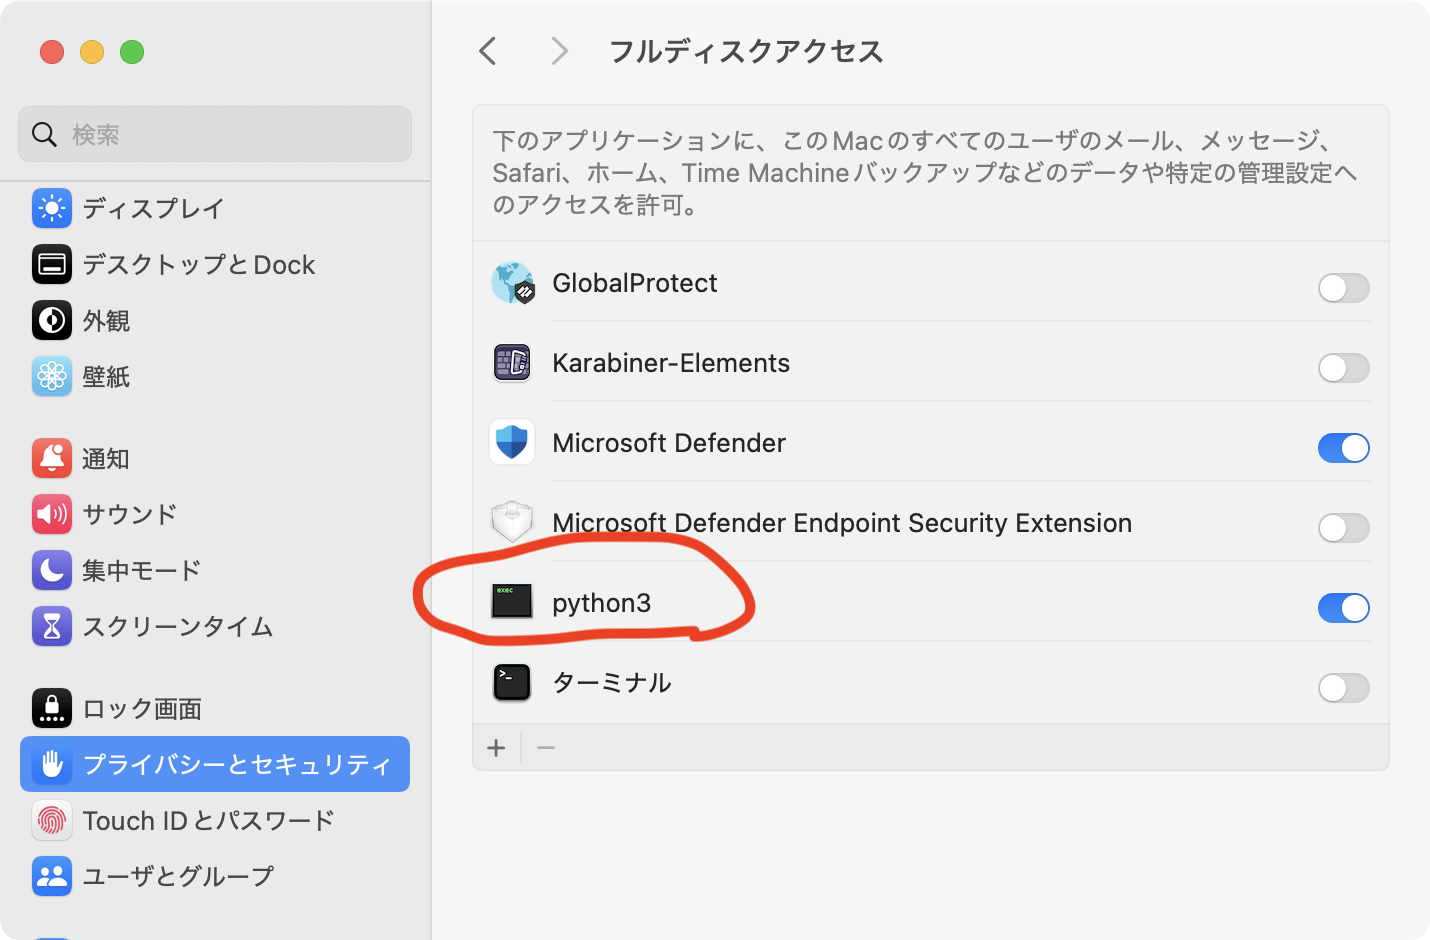 フルディスクアクセス
検索
ディスプレイ
デスクトップとDock
外観
壁紙
通知
サウンド
集中モード
スクリーンタイム
ロック画面
プライバシーとセキュリティ
Touch IDとパスワード
ユーザとグループ
下のアプリケーションに、このMacのすべてのユーザのメール、メッセージ、
Safari、ホーム、Time Machineバックアップなどのデータや特定の管理設定へ
のアクセスを許可。
GlobalProtect
Karabiner-Elements
Microsoft Defender
Microsoft Defender Endpoint Security Extension
exec
python3
ターミナル